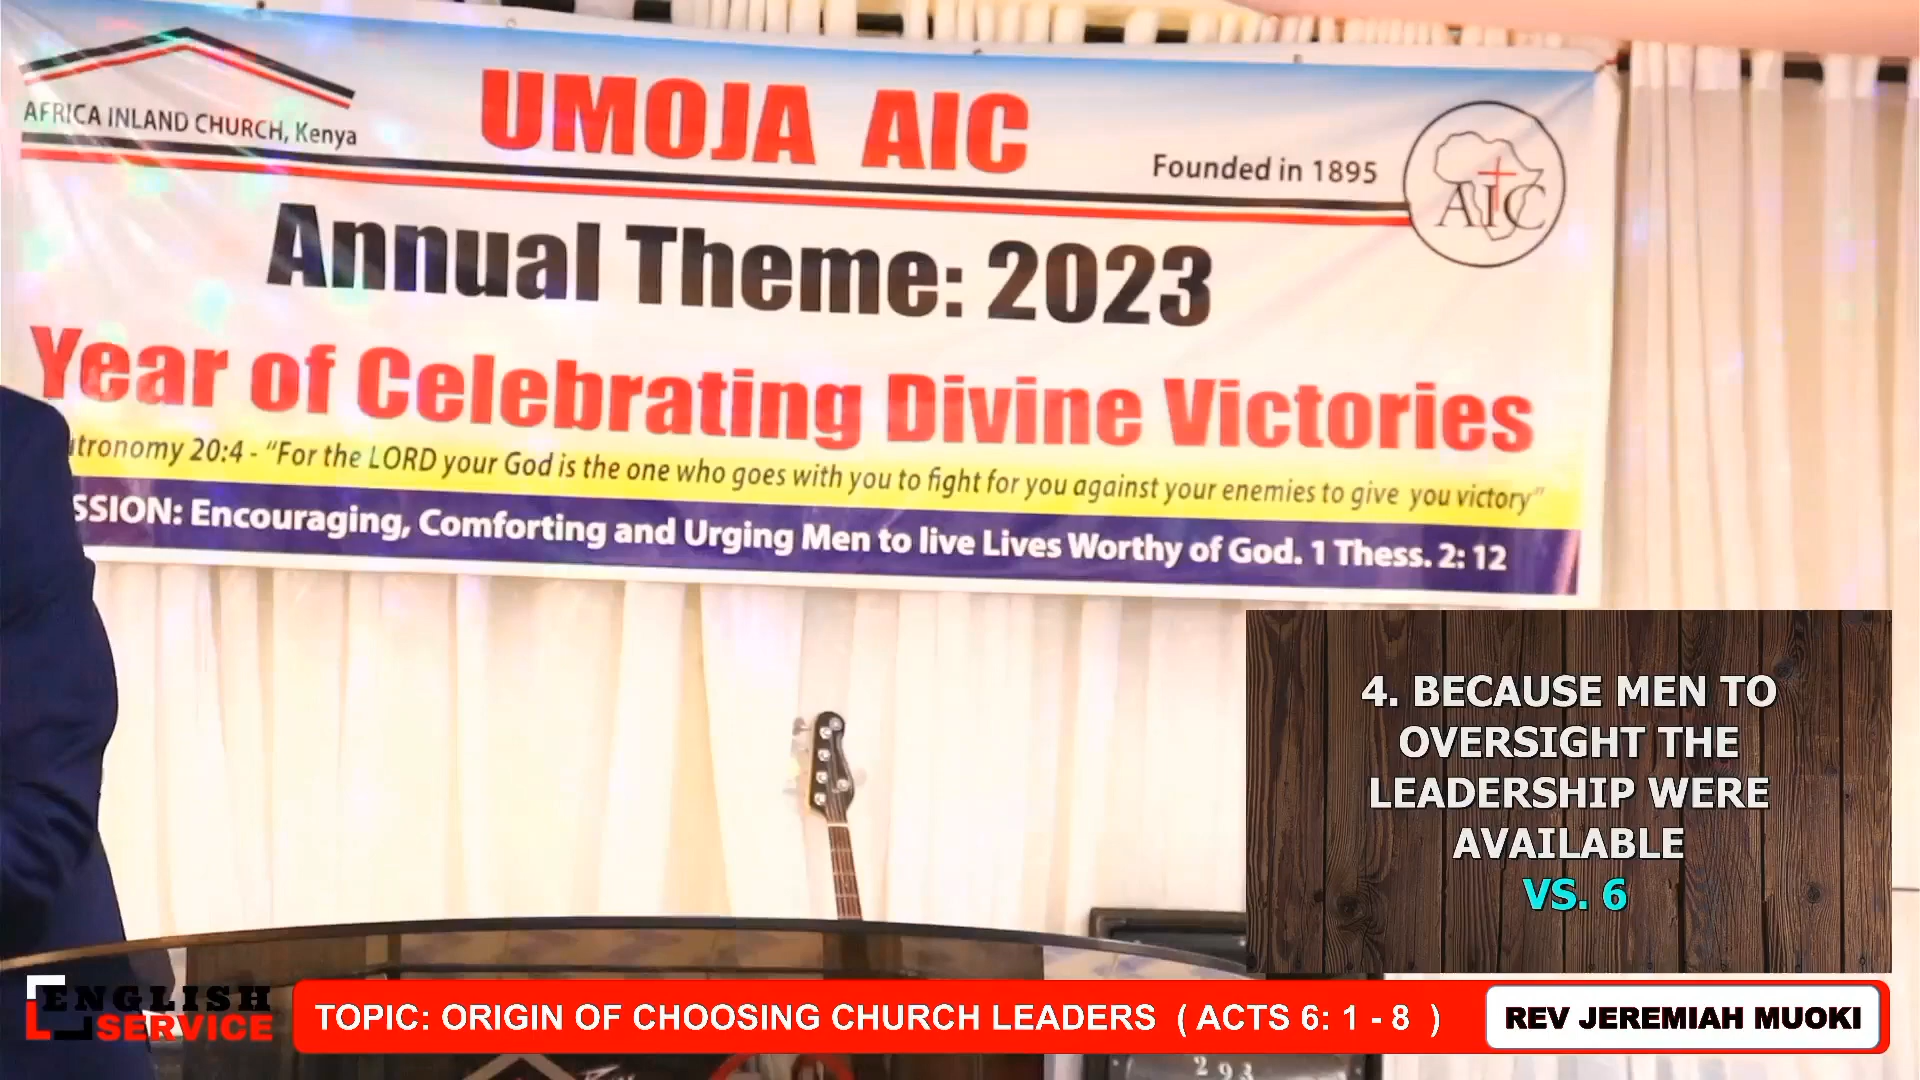 AFRICA INLAND CHURCH, Kenya
UMOJA AIC
Founded in 1895
AIC
Annual Theme: 2023
Year of Celebrating Divine Victories
tronomy 20:4 - “For the LORD your God is the one who goes with you to fight for you against your enemies to give you victory”
SSION: Encouraging, Comforting and Urging Men to live Lives Worthy of God. 1 Thess. 2: 12
4. BECAUSE MEN TO
OVERSIGHT THE
LEADERSHIP WERE
AVAILABLE
VS. 6
ENGLISH
SERVICE
TOPIC: ORIGIN OF CHOOSING CHURCH LEADERS ( ACTS 6: 1 - 8 )
REV JEREMIAH MUOKI
293